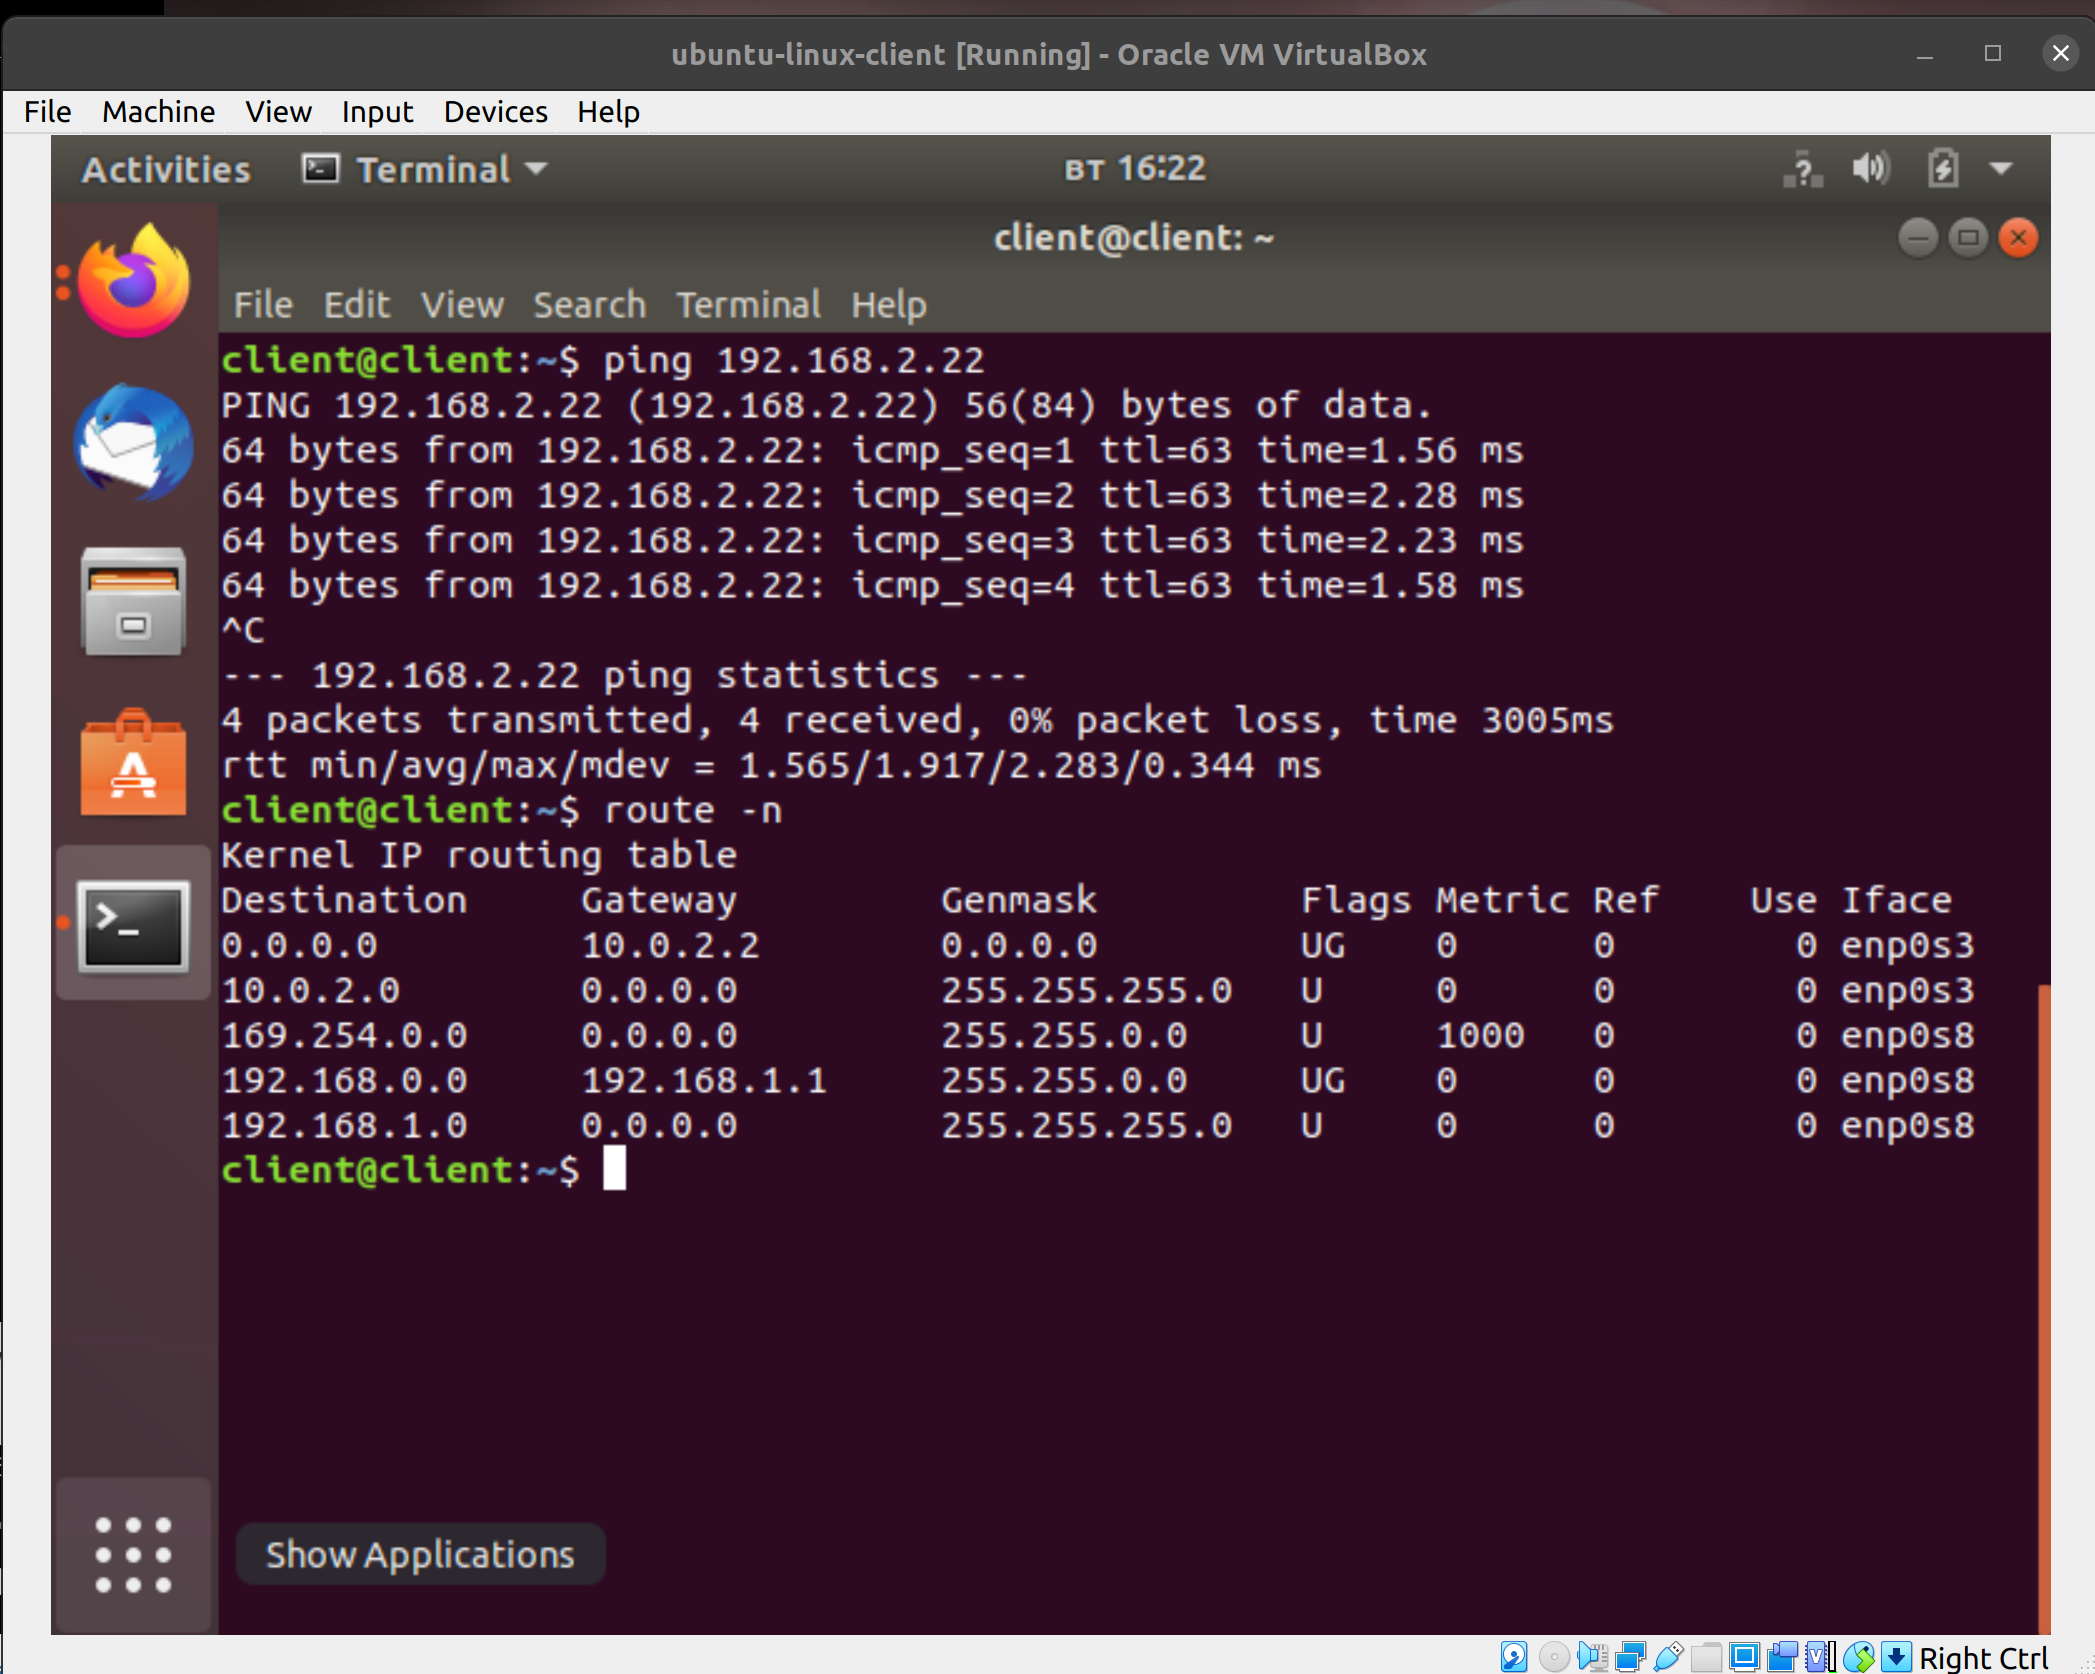 ubuntu-linux-client [Running] - Oracle VM VirtualBox
File Machine View Input Devices Help
Activities Terminal вт 16:22
client@client: ~
File Edit View Search Terminal Help
client@client:~$ ping 192.168.2.22
PING 192.168.2.22 (192.168.2.22) 56(84) bytes of data.
64 bytes from 192.168.2.22: icmp_seq=1 ttl=63 time=1.56 ms
64 bytes from 192.168.2.22: icmp_seq=2 ttl=63 time=2.28 ms
64 bytes from 192.168.2.22: icmp_seq=3 ttl=63 time=2.23 ms
64 bytes from 192.168.2.22: icmp_seq=4 ttl=63 time=1.58 ms
^C
--- 192.168.2.22 ping statistics ---
4 packets transmitted, 4 received, 0% packet loss, time 3005ms
rtt min/avg/max/mdev = 1.565/1.917/2.283/0.344 ms
client@client:~$ route -n
Kernel IP routing table
Destination     Gateway         Genmask         Flags Metric Ref    Use Iface
0.0.0.0         10.0.2.2        0.0.0.0         UG    0      0        0 enp0s3
10.0.2.0        0.0.0.0         255.255.255.0   U     0      0        0 enp0s3
169.254.0.0     0.0.0.0         255.255.0.0     U     1000   0        0 enp0s8
192.168.0.0     192.168.1.1     255.255.0.0     UG    0      0        0 enp0s8
192.168.1.0     0.0.0.0         255.255.255.0   U     0      0        0 enp0s8
client@client:~$
Show Applications
Right Ctrl